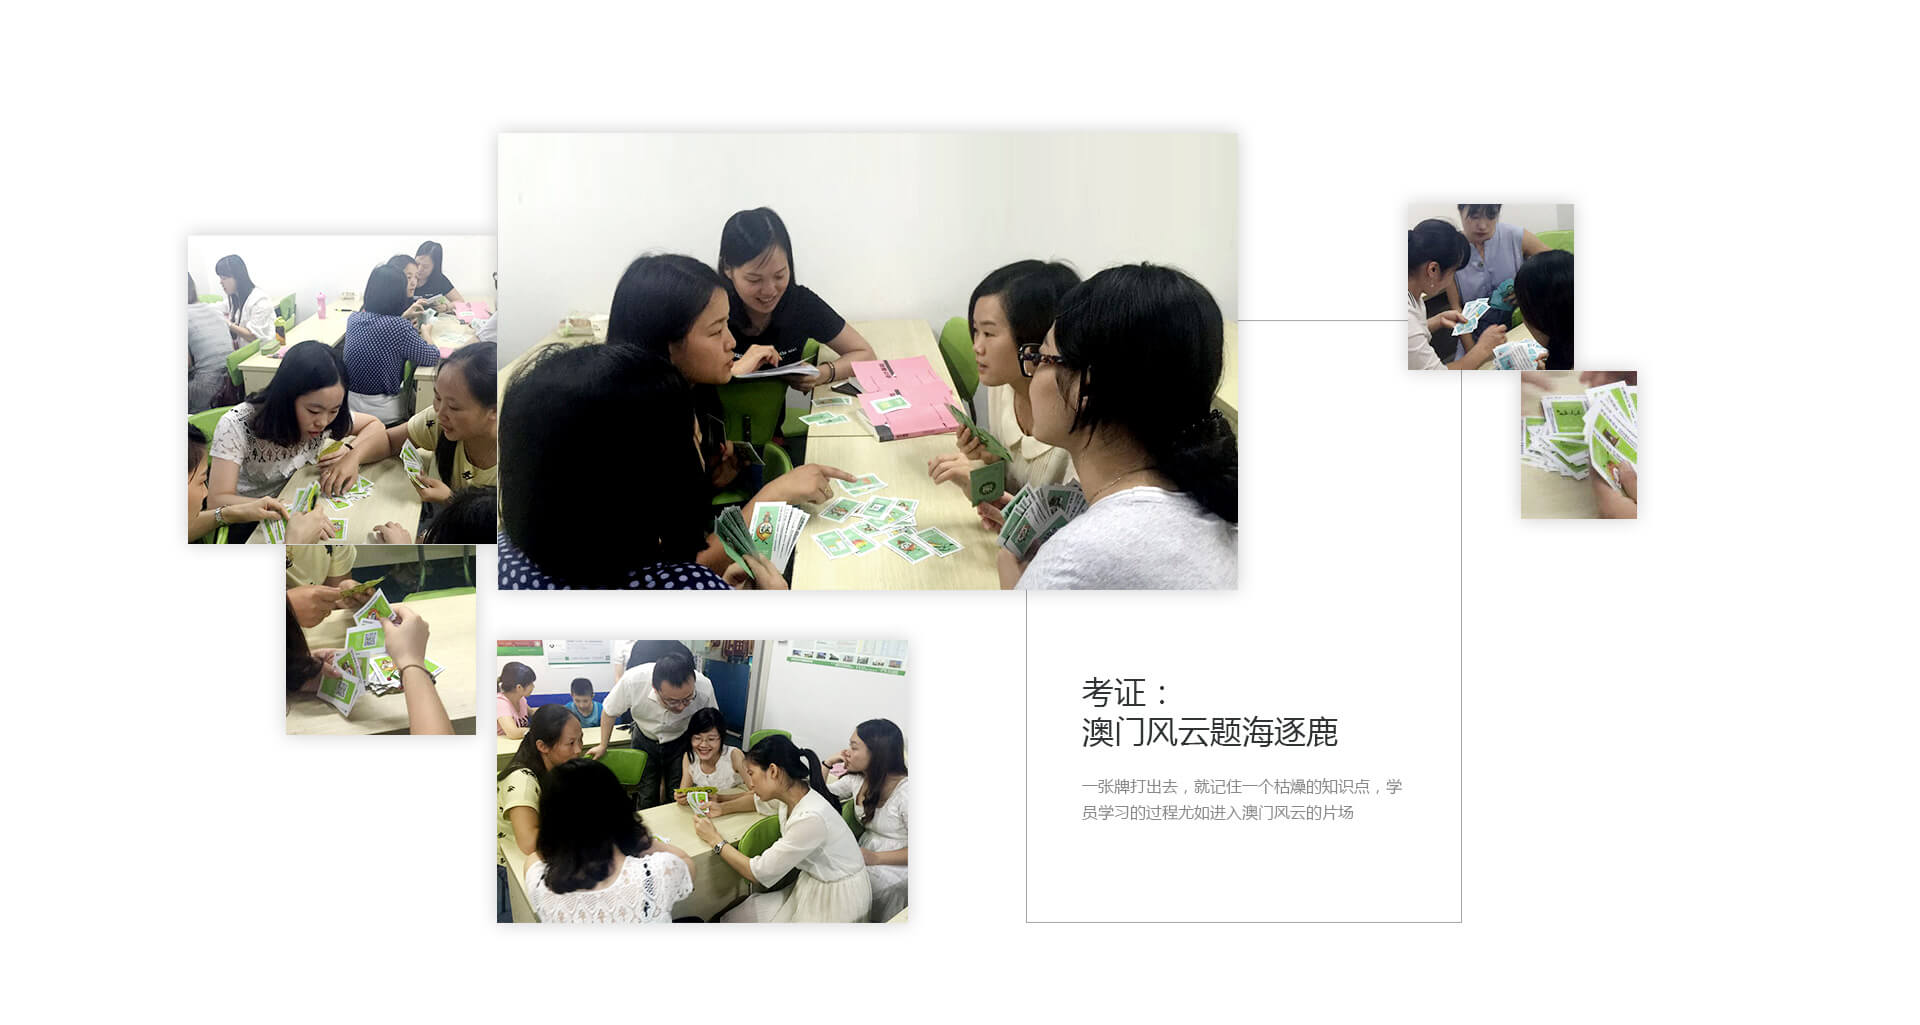 考证：
澳门风云题海逐鹿
一张牌打出去，就记住一个枯燥的知识点，学
员学习的过程尤如进入澳门风云的片场